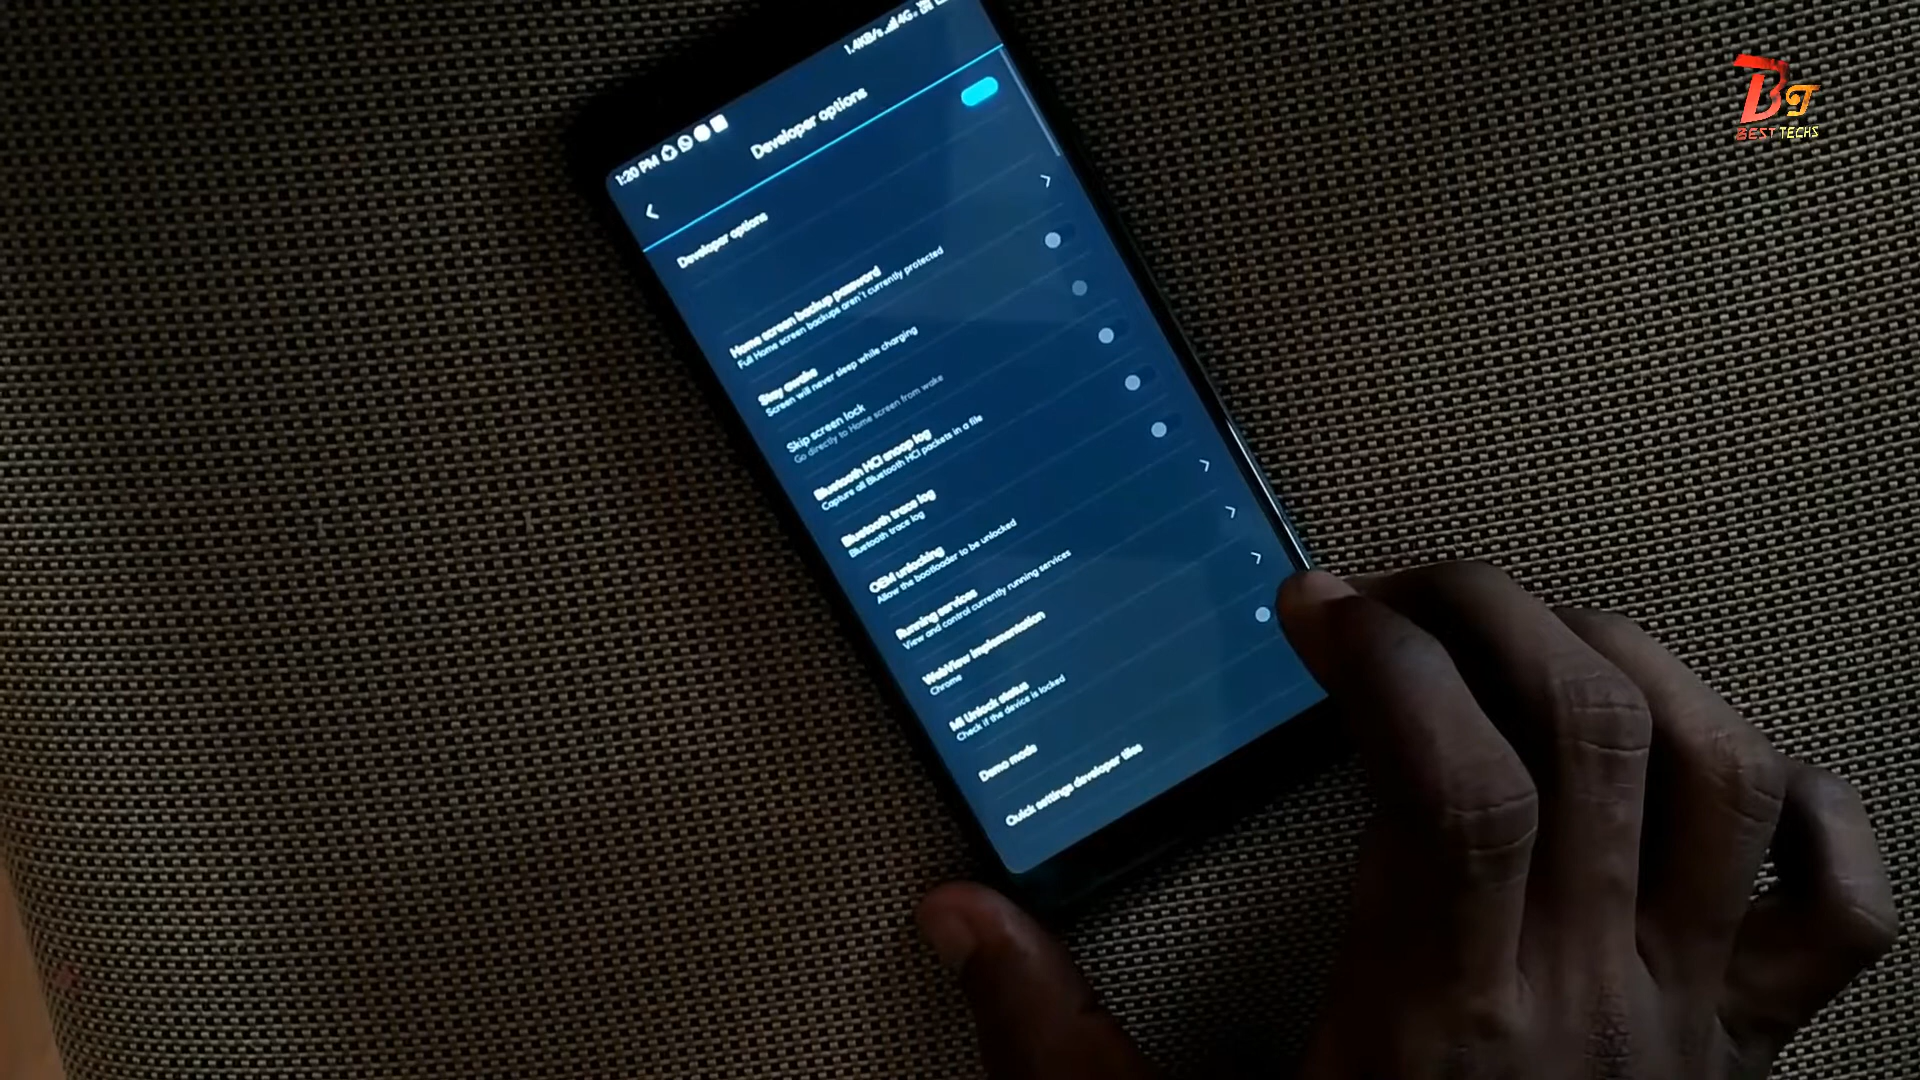 1:20 PM
1.4KB/s 4G
Developer options
Developer options
Home screen backup password
Full Home screen backups aren't currently protected
Stay awake
Screen will never sleep while charging
Skip screen lock
Go directly to Home screen from wake
Bluetooth HCI snoop log
Capture all Bluetooth HCI packets in a file
Bluetooth trace log
Bluetooth trace log
OEM unlocking
Allow the bootloader to be unlocked
Running services
View and control currently running services
WebView implementation
Chrome
Mi Unlock status
Check if the device is locked
Demo mode
Quick settings developer tiles
BT
BEST TECHS